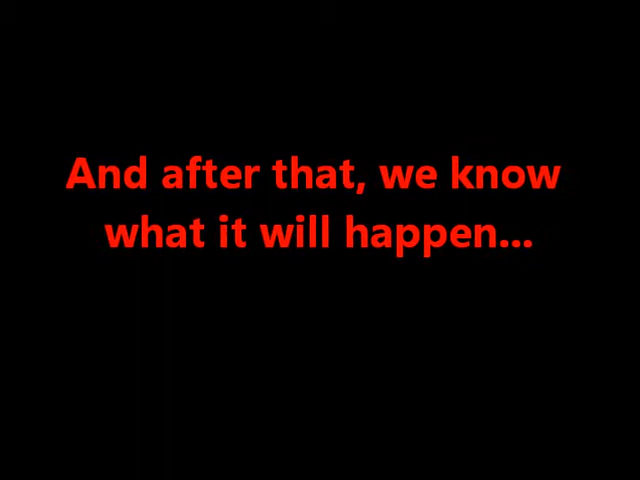 And after that, we know
what it will happen...